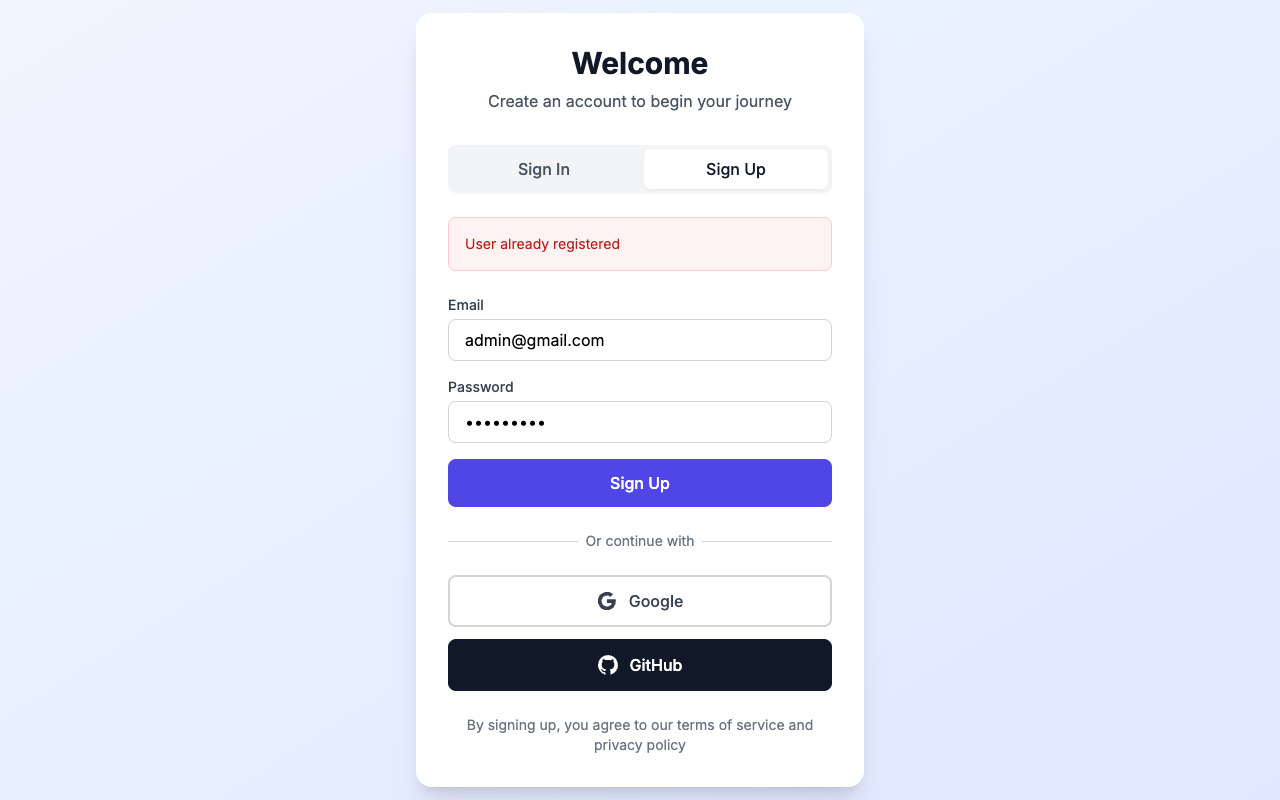 Welcome
Create an account to begin your journey
Sign In
Sign Up
User already registered
Email
admin@gmail.com
Password
•••••••••
Sign Up
Or continue with
Google
GitHub
By signing up, you agree to our terms of service and
privacy policy